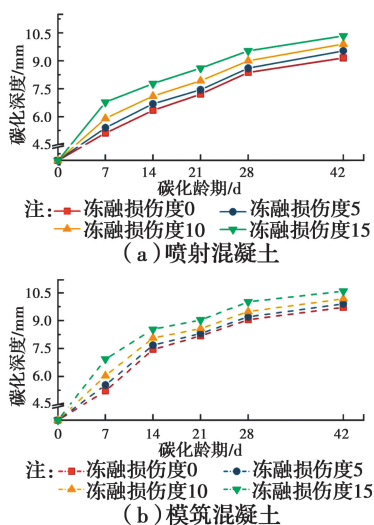 碳化深度/mm
10.5
9.0
7.5
6.0
4.5
0 7 14 21 28 42
碳化龄期/d
注: 冻融损伤度0 冻融损伤度5
冻融损伤度10 冻融损伤度15
(a)喷射混凝土
碳化深度/mm
10.5
9.0
7.5
6.0
4.5
0 7 14 21 28 42
碳化龄期/d
注: 冻融损伤度0 冻融损伤度5
冻融损伤度10 冻融损伤度15
(b)模筑混凝土